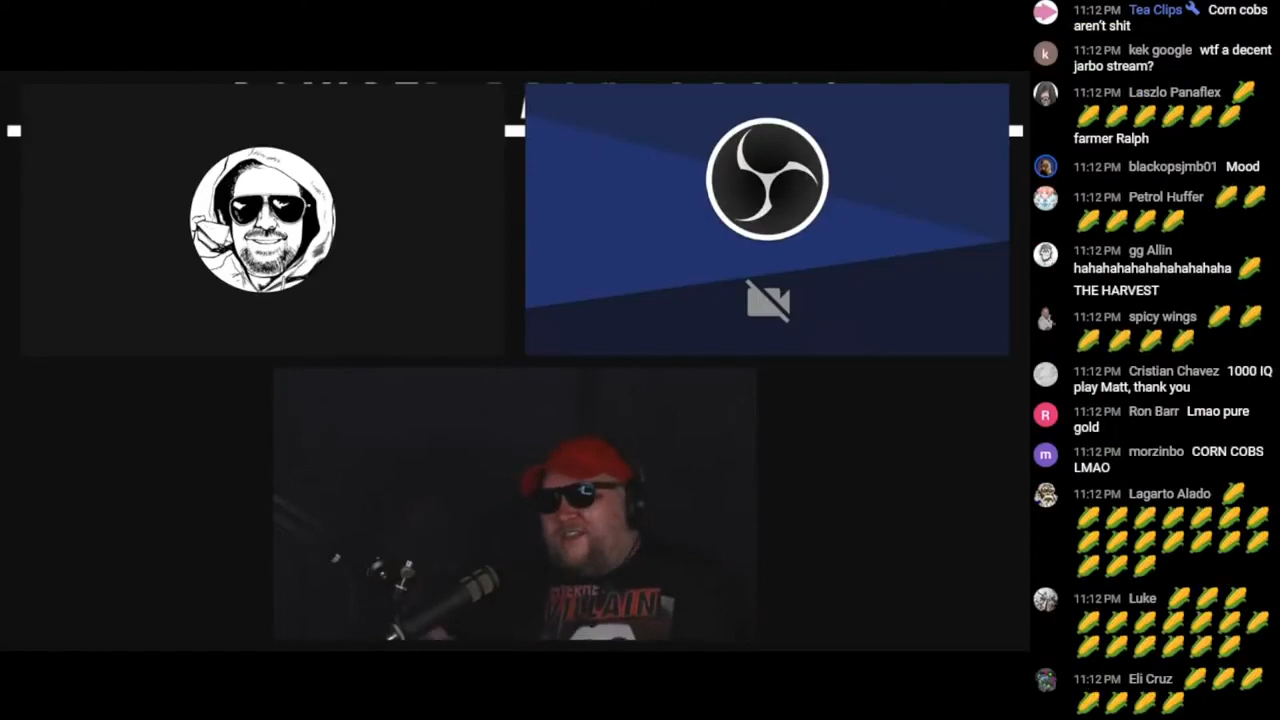 11:12 PM Tea Clips Corn cobs
aren't shit
k 11:12 PM kek google wtf a decent
jarbo stream?
11:12 PM Laszlo Panaflex 🌽
🌽🌽🌽🌽🌽🌽
farmer Ralph
11:12 PM blackopsjmb01 Mood
11:12 PM Petrol Huffer 🌽🌽
🌽🌽🌽🌽
11:12 PM gg Allin
hahahahahahahahahaha 🌽
THE HARVEST
11:12 PM spicy wings 🌽🌽
🌽🌽🌽🌽
11:12 PM Cristian Chavez 1000 IQ
play Matt, thank you
R 11:12 PM Ron Barr Lmao pure
gold
m 11:12 PM morzinbo CORN COBS
LMAO
11:12 PM Lagarto Alado 🌽
🌽🌽🌽🌽🌽🌽🌽
🌽🌽🌽🌽🌽🌽🌽
🌽🌽🌽
11:12 PM Luke 🌽🌽🌽
🌽🌽🌽🌽🌽🌽🌽
🌽🌽🌽🌽🌽🌽
11:12 PM Eli Cruz 🌽🌽🌽
🌽🌽🌽🌽
VILLAIN